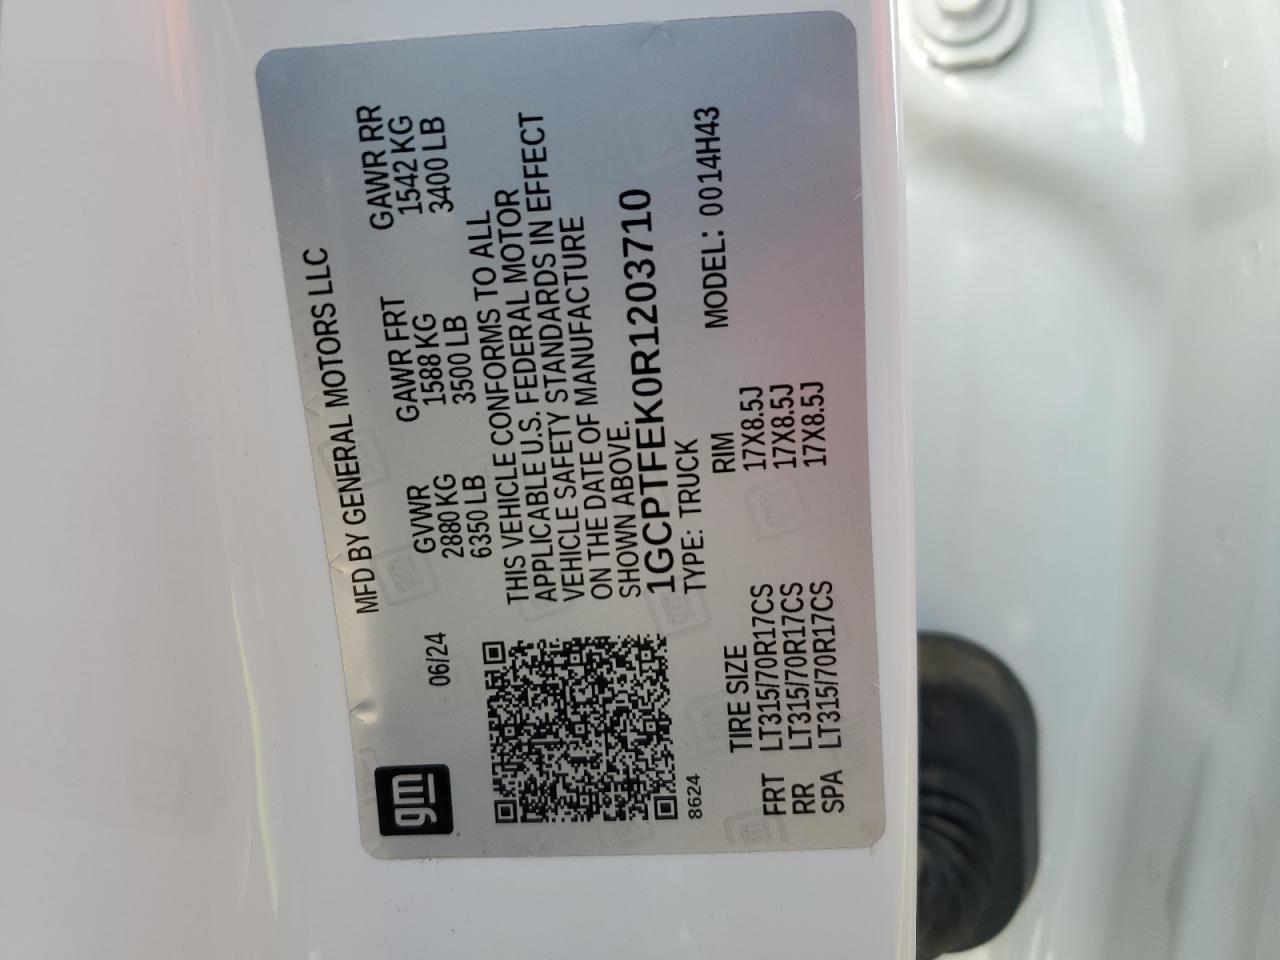 gm
MFD BY GENERAL MOTORS LLC
06/24
GVWR GAWR FRT GAWR RR
2880 KG 1588 KG 1542 KG
6350 LB 3500 LB 3400 LB
THIS VEHICLE CONFORMS TO ALL
APPLICABLE U.S. FEDERAL MOTOR
VEHICLE SAFETY STANDARDS IN EFFECT
ON THE DATE OF MANUFACTURE
SHOWN ABOVE.
1GCPTFEK0R1203710
8624
TYPE: TRUCK MODEL: 0014H43
TIRE SIZE RIM
FRT LT315/70R17CS 17X8.5J
RR LT315/70R17CS 17X8.5J
SPA LT315/70R17CS 17X8.5J